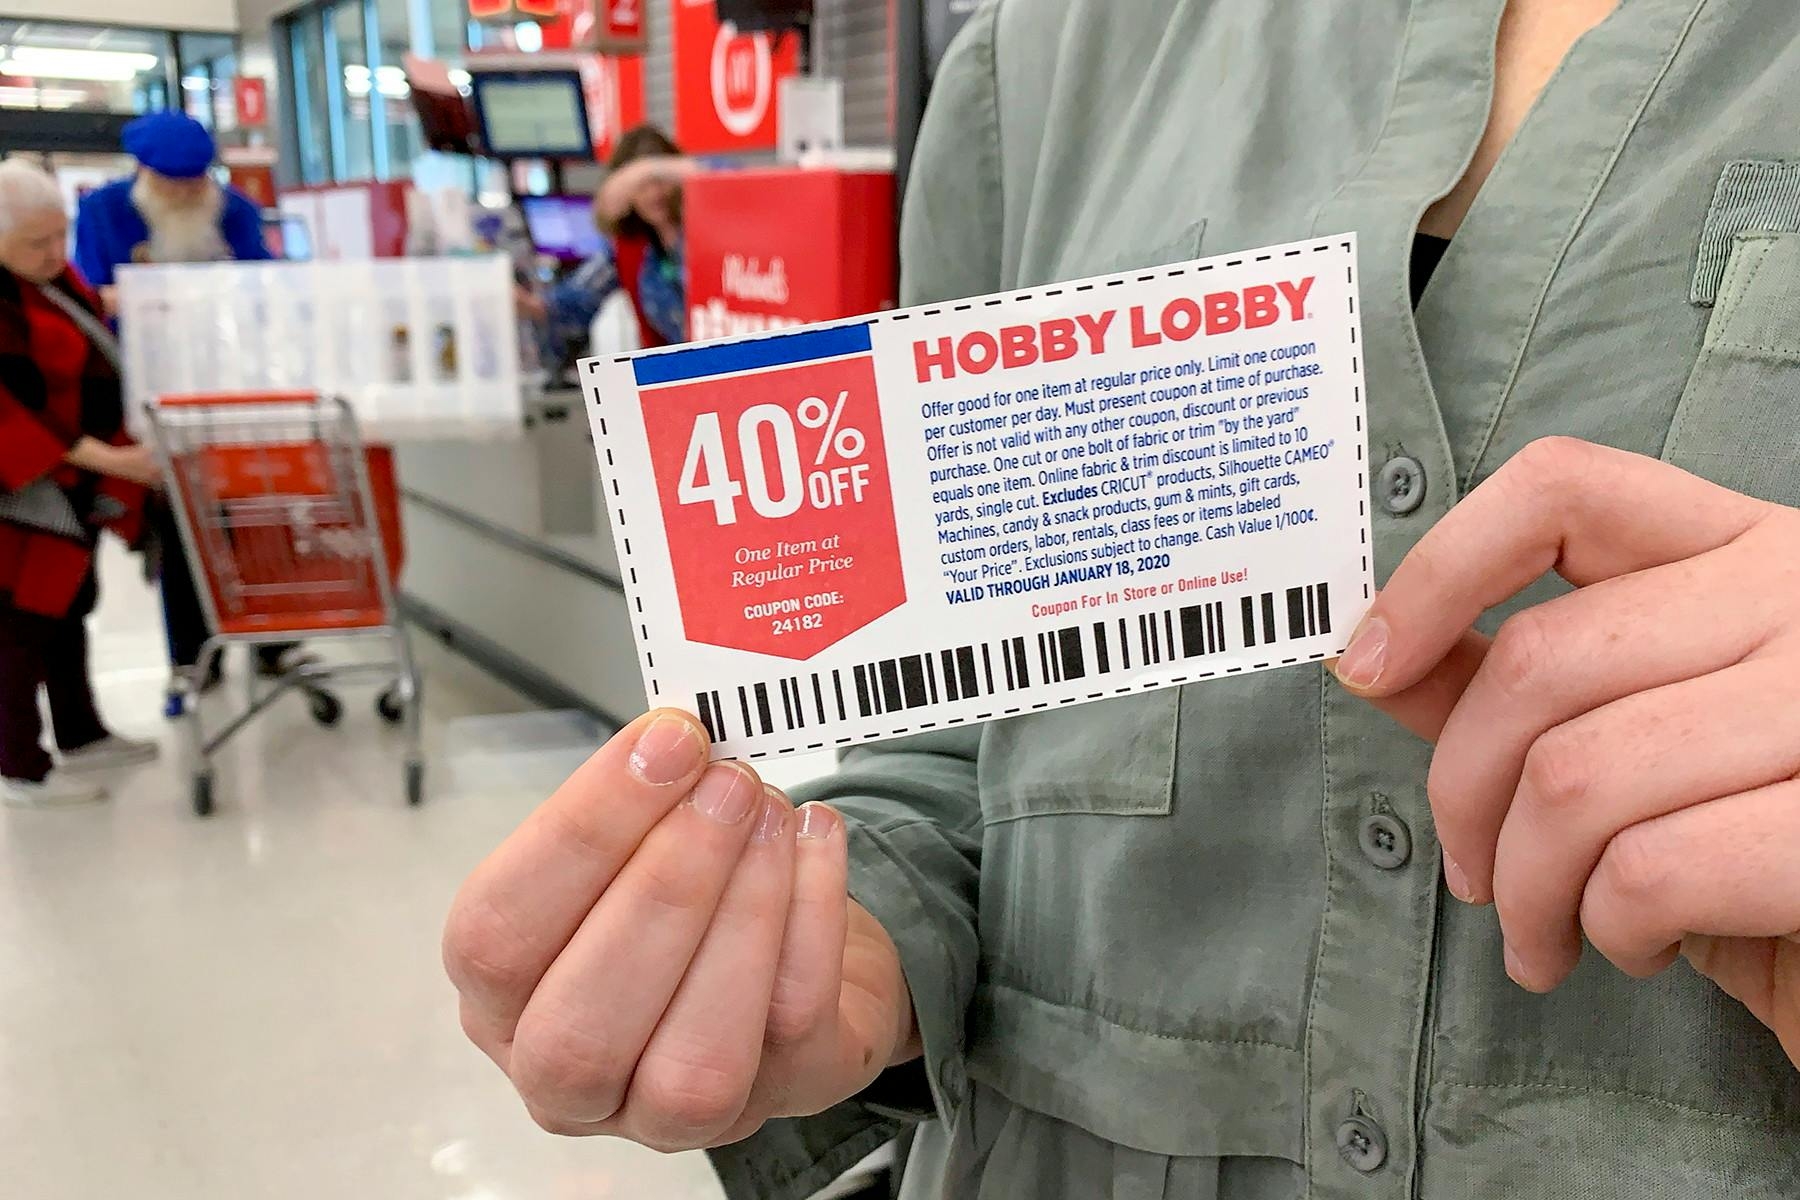 1
2
Michaels
REWARDS
40% OFF
One Item at
Regular Price
COUPON CODE:
24182
HOBBY LOBBY®
Offer good for one item at regular price only. Limit one coupon
per customer per day. Must present coupon at time of purchase.
Offer is not valid with any other coupon, discount or previous
purchase. One cut or one bolt of fabric or trim "by the yard"
equals one item. Online fabric & trim discount is limited to 10
yards, single cut. Excludes CRICUT® products, Silhouette CAMEO®
Machines, candy & snack products, gum & mints, gift cards,
custom orders, labor, rentals, class fees or items labeled
"Your Price". Exclusions subject to change. Cash Value 1/100¢.
VALID THROUGH JANUARY 18, 2020
Coupon For In Store or Online Use!